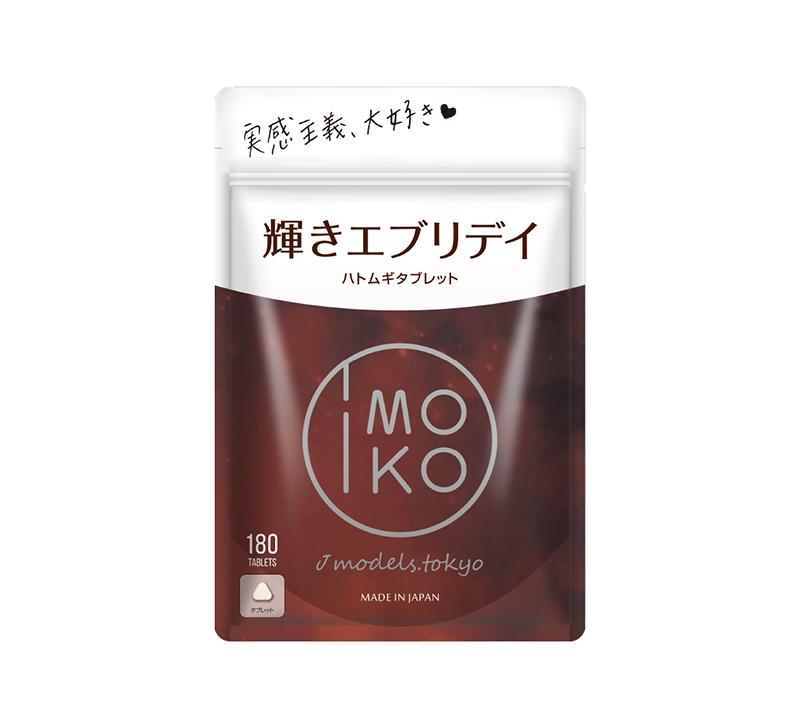 実感主義、大好き♥
輝きエブリデイ
ハトムギタブレット
IMO
KO
180
TABLETS
J models.tokyo
タブレット
MADE IN JAPAN